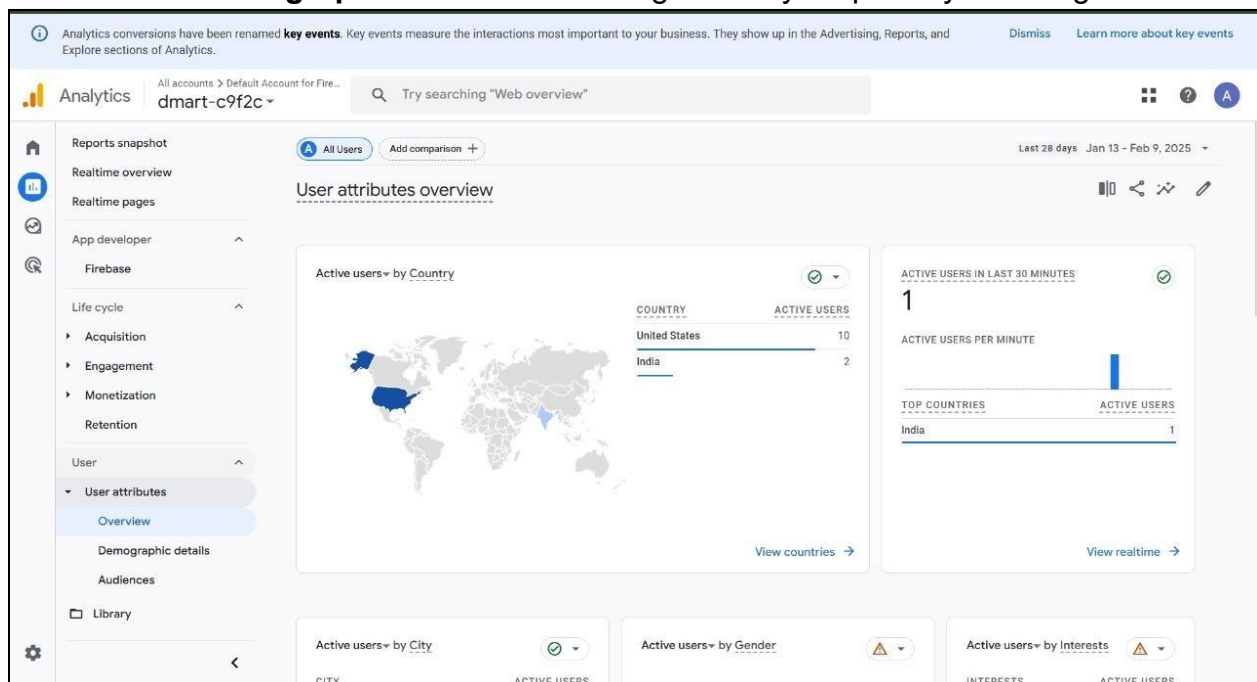 Analytics conversions have been renamed key events. Key events measure the interactions most important to your business. They show up in the Advertising, Reports, and
Explore sections of Analytics.
Dismiss
Learn more about key events
Analytics
All accounts > Default Account for Fire...
dmart-c9f2c
Try searching "Web overview"
A
Reports snapshot
Realtime overview
Realtime pages
App developer
Firebase
Life cycle
Acquisition
Engagement
Monetization
Retention
User
User attributes
Overview
Demographic details
Audiences
Library
A All Users
Add comparison +
Last 28 days Jan 13 - Feb 9, 2025
User attributes overview
Active users by Country
COUNTRY ACTIVE USERS
United States 10
India 2
View countries →
ACTIVE USERS IN LAST 30 MINUTES
1
ACTIVE USERS PER MINUTE
TOP COUNTRIES ACTIVE USERS
India 1
View realtime →
Active users by City
CITY ACTIVE USERS
Active users by Gender
Active users by Interests
INTERESTS ACTIVE USERS